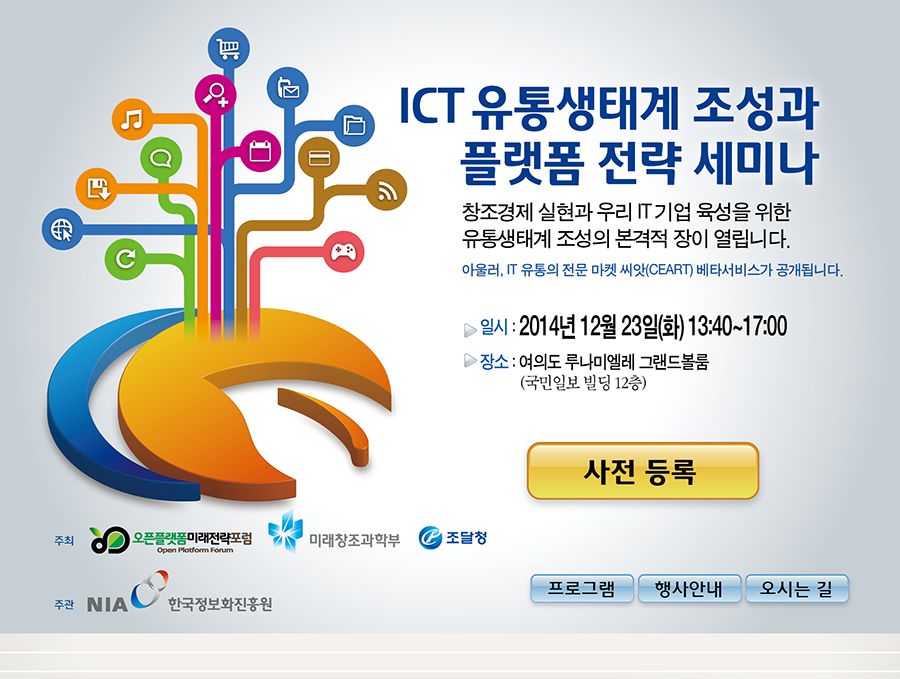 ICT 유통생태계 조성과
플랫폼 전략 세미나
창조경제 실현과 우리 IT기업 육성을 위한
유통생태계 조성의 본격적 장이 열립니다.
아울러, IT 유통의 전문 마켓 씨앗(CEART) 베타서비스가 공개됩니다.
일시 : 2014년 12월 23일(화) 13:40~17:00
장소 : 여의도 루나미엘레 그랜드볼룸
(국민일보 빌딩 12층)
사전 등록
주최 오픈플랫폼미래전략포럼 미래창조과학부 조달청
Open Platform Forum
주관 NIA 한국정보화진흥원
프로그램 행사안내 오시는 길